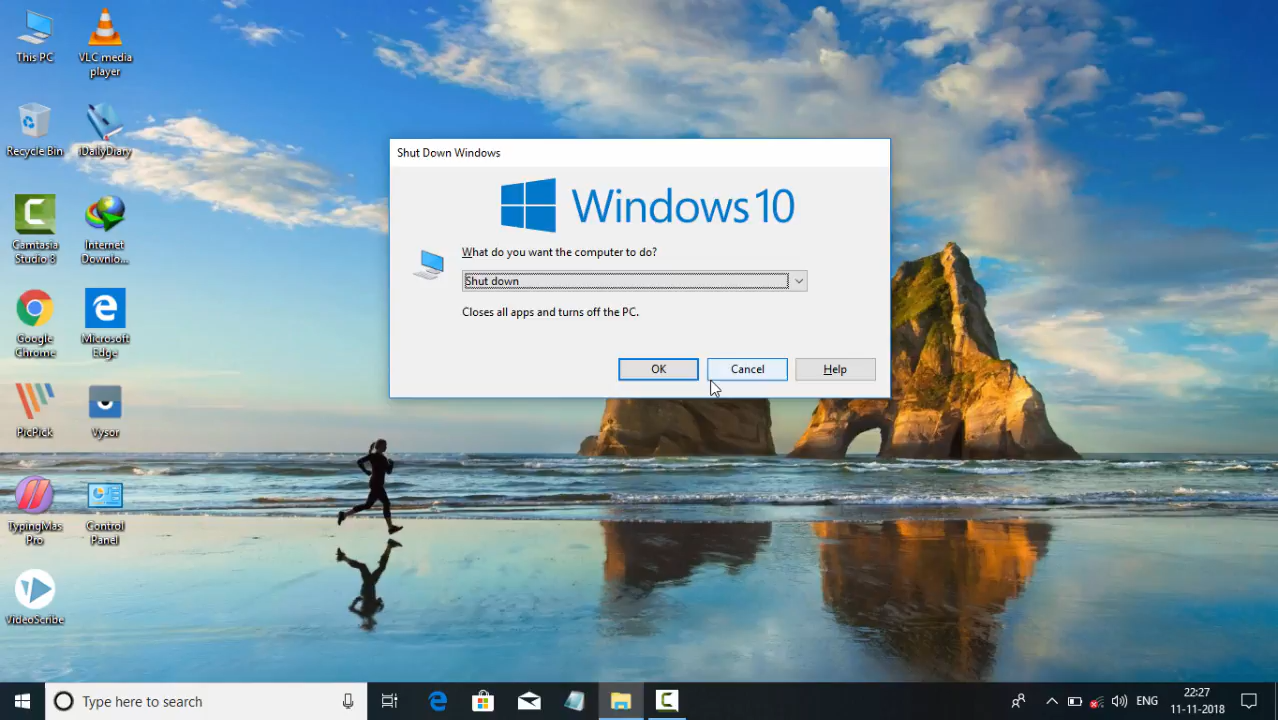 This PC
VLC media
player
Recycle Bin
iDailyDiary
Camtasia
Studio 8
Internet
Downlo...
Google
Chrome
Microsoft
Edge
PicPick
Vysor
TypingMas...
Pro
Control
Panel
VideoScribe
Shut Down Windows
Windows 10
What do you want the computer to do?
Shut down
Closes all apps and turns off the PC.
OK
Cancel
Help
Type here to search
ENG
22:27
11-11-2018